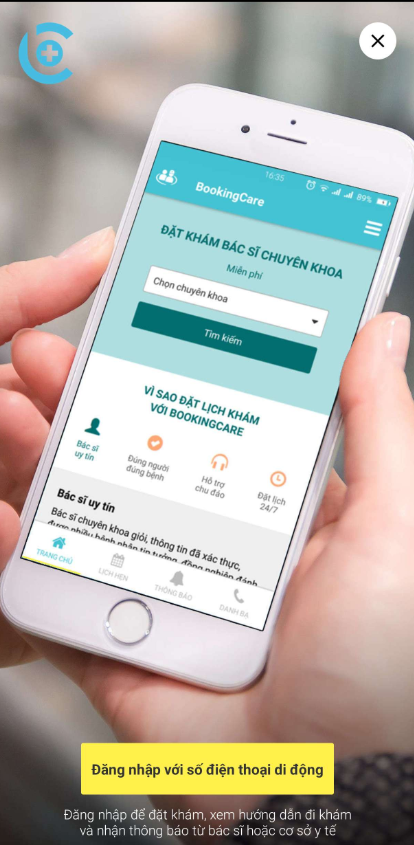 16:35
89%
BookingCare
ĐẶT KHÁM BÁC SĨ CHUYÊN KHOA
Miễn phí
Chọn chuyên khoa
Tìm kiếm
VÌ SAO ĐẶT LỊCH KHÁM
VỚI BOOKINGCARE
Bác sĩ
uy tín
Đúng người
đúng bệnh
Hỗ trợ
chu đáo
Đặt lịch
24/7
Bác sĩ uy tín
Bác sĩ chuyên khoa giỏi, thông tin đã xác thực,
được nhiều bệnh nhân tin tưởng, đồng nghiệp đánh
TRANG CHỦ
LỊCH HẸN
THÔNG BÁO
DANH BẠ
Đăng nhập với số điện thoại di động
Đăng nhập để đặt khám, xem hướng dẫn đi khám
và nhận thông báo từ bác sĩ hoặc cơ sở y tế